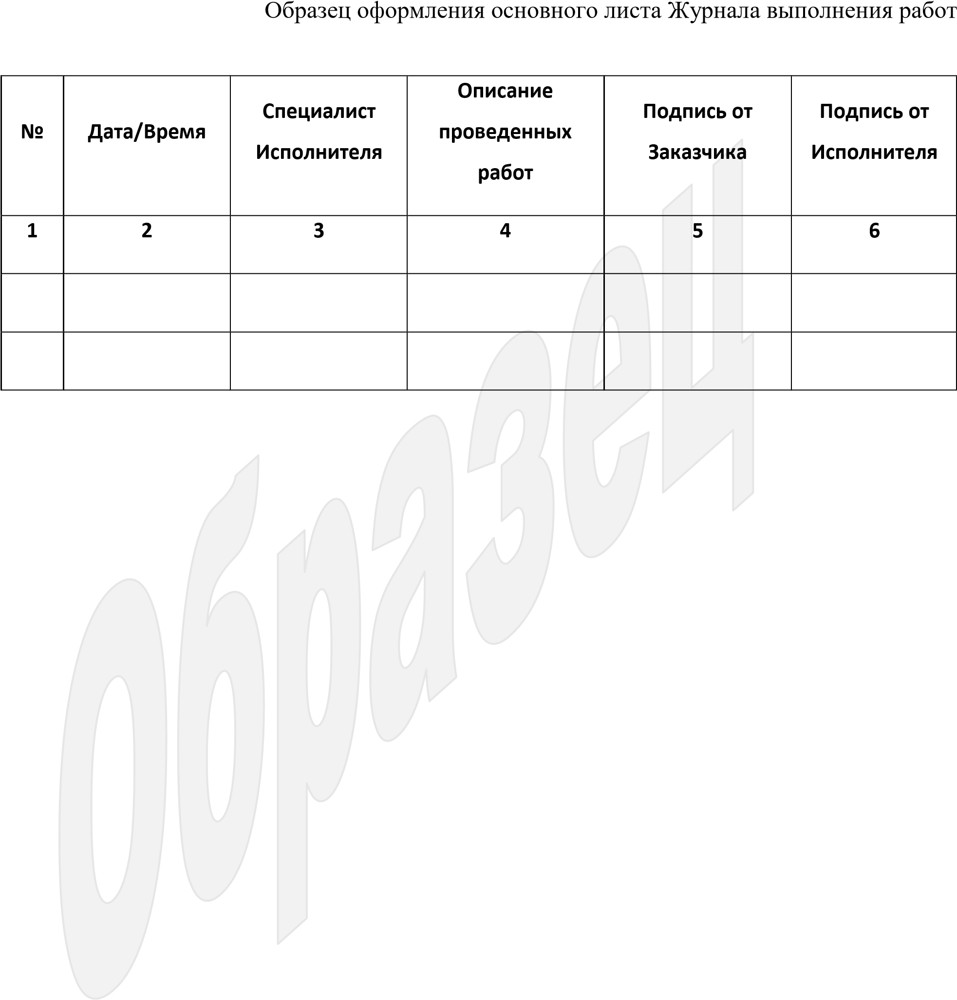 Образец оформления основного листа Журнала выполнения работ
№
Дата/Время
Специалист
Исполнителя
Описание
проведенных
работ
Подпись от
Заказчика
Подпись от
Исполнителя
1 2 3 4 5 6
образец